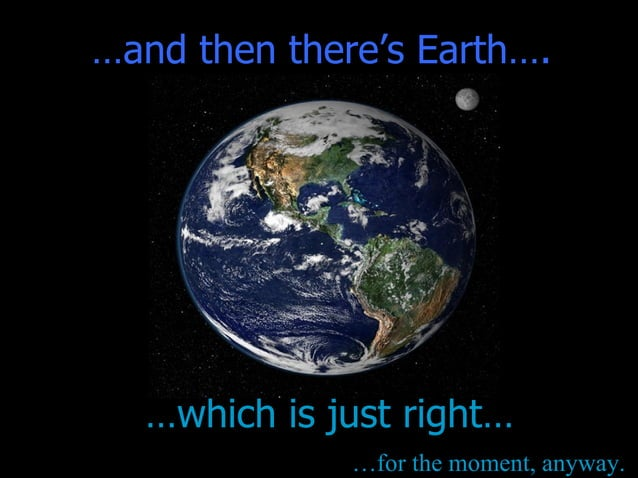 …and then there’s Earth….
…which is just right…
…for the moment, anyway.